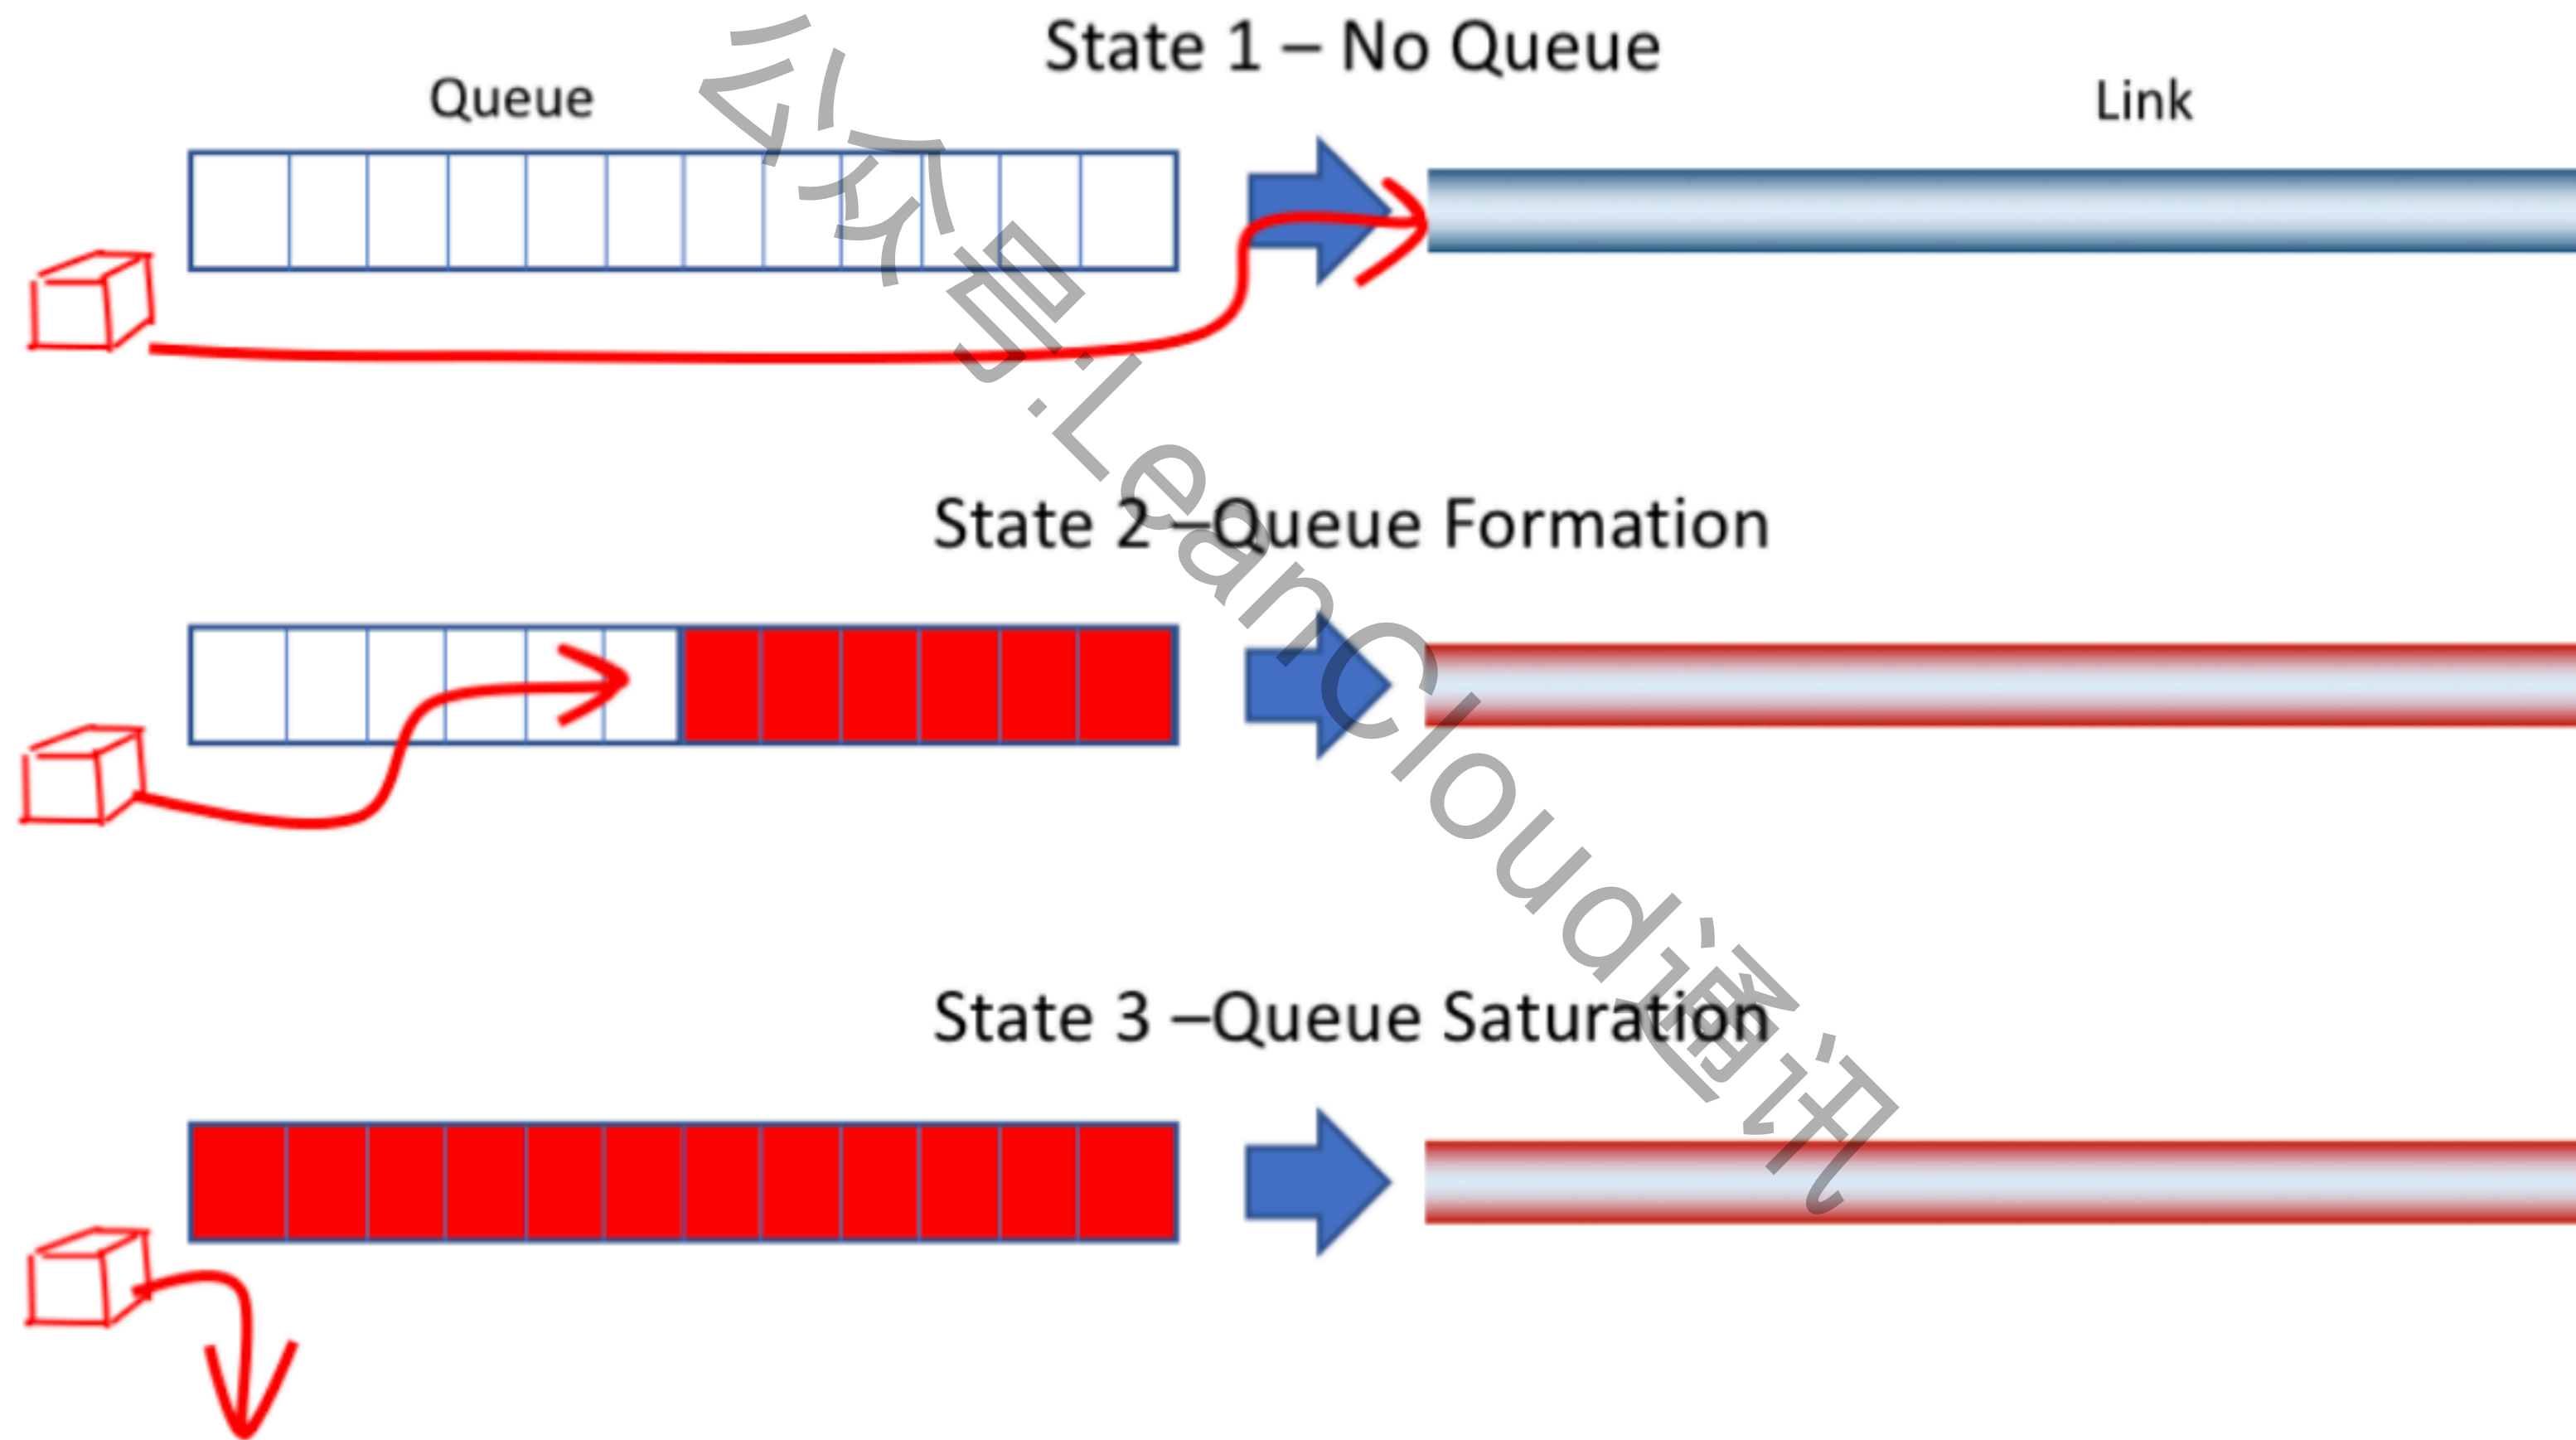 State 1 – No Queue
Queue
Link
State 2 –Queue Formation
State 3 –Queue Saturation
公众号:LeanCloud通讯